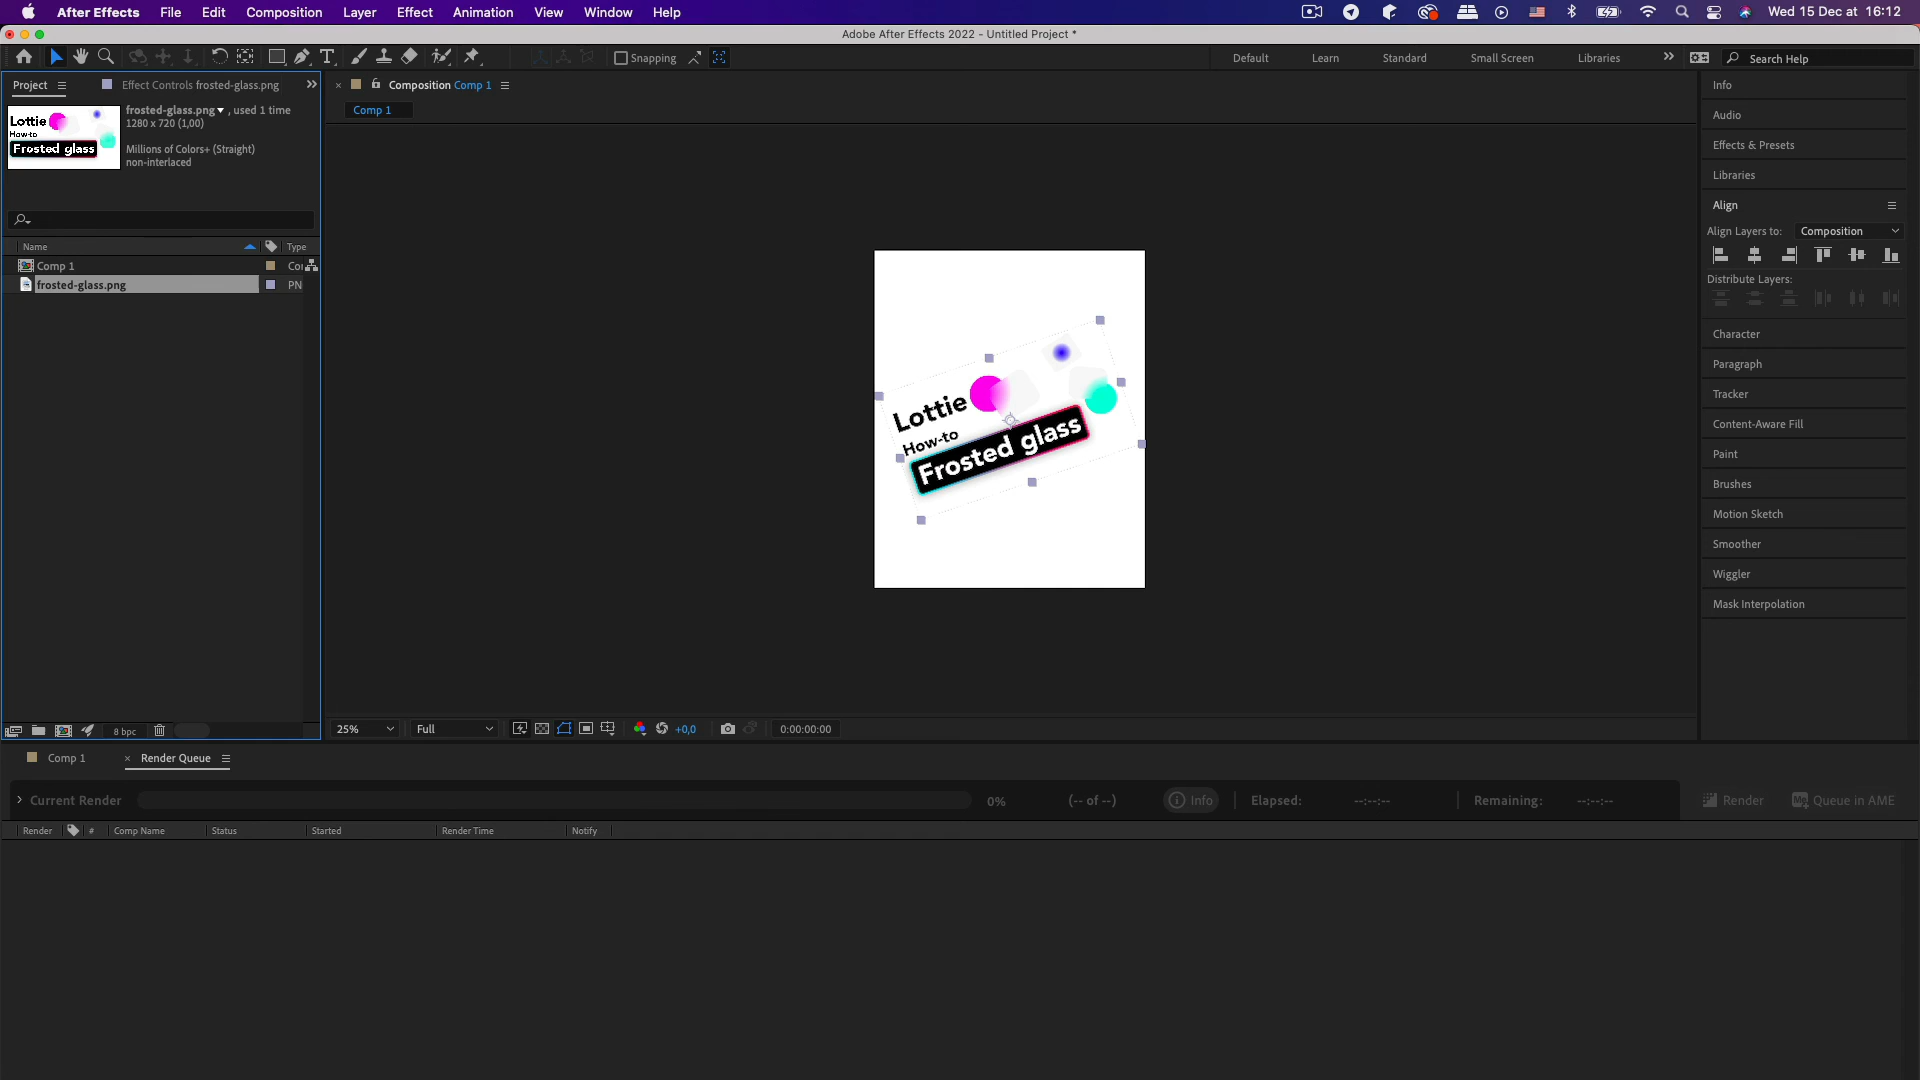 After Effects File Edit Composition Layer Effect Animation View Window Help Wed 15 Dec at 16:12
Adobe After Effects 2022 - Untitled Project *
Snapping Default Learn Standard Small Screen Libraries Search Help
Project Effect Controls frosted-glass.png
frosted-glass.png , used 1 time
1280 x 720 (1,00)
Millions of Colors+ (Straight)
non-interlaced
Lottie
How-to
Frosted glass
Name Type
Comp 1 Co
frosted-glass.png PN
8 bpc
Composition Comp 1
Comp 1
Lottie
How-to
Frosted glass
25% Full +0,0 0:00:00:00
Info
Audio
Effects & Presets
Libraries
Align
Align Layers to: Composition
Distribute Layers:
Character
Paragraph
Tracker
Content-Aware Fill
Paint
Brushes
Motion Sketch
Smoother
Wiggler
Mask Interpolation
Comp 1 × Render Queue
Current Render 0% (-- of --) Info Elapsed: --:--:-- Remaining: --:--:-- Render Queue in AME
Render # Comp Name Status Started Render Time Notify